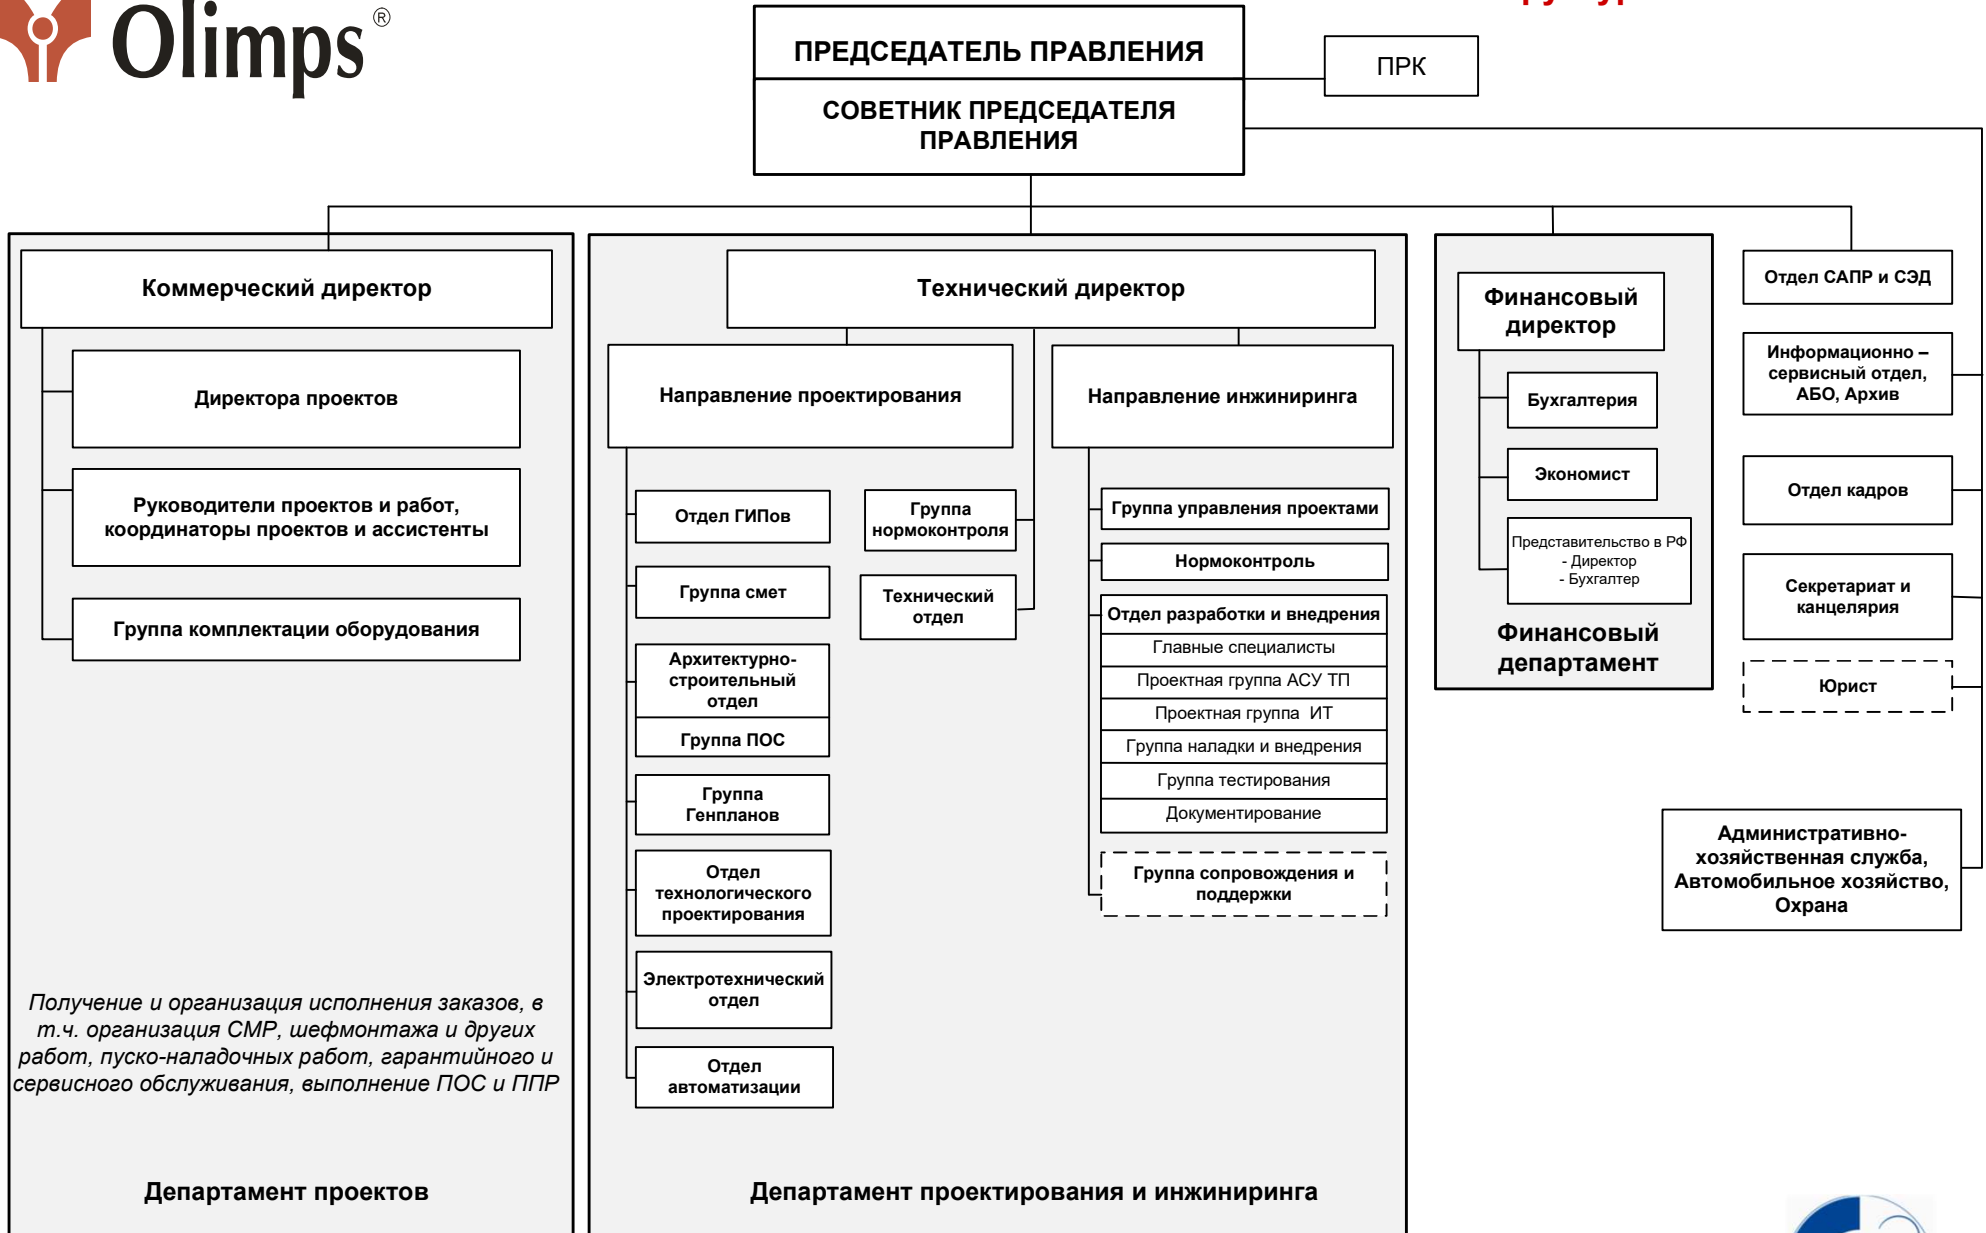 Olimps®
ПРЕДСЕДАТЕЛЬ ПРАВЛЕНИЯ
СОВЕТНИК ПРЕДСЕДАТЕЛЯ
ПРАВЛЕНИЯ
ПРК
Коммерческий директор
Директора проектов
Руководители проектов и работ,
координаторы проектов и ассистенты
Группа комплектации оборудования
Получение и организация исполнения заказов, в
т.ч. организация СМР, шефмонтажа и других
работ, пуско-наладочных работ, гарантийного и
сервисного обслуживания, выполнение ПОС и ППР
Департамент проектов
Технический директор
Направление проектирования
Отдел ГИПов
Группа смет
Архитектурно-
строительный
отдел
Группа ПОС
Группа
Генпланов
Отдел
технологического
проектирования
Электротехнический
отдел
Отдел
автоматизации
Группа
нормоконтроля
Технический
отдел
Направление инжиниринга
Группа управления проектами
Нормоконтроль
Отдел разработки и внедрения
Главные специалисты
Проектная группа АСУ ТП
Проектная группа ИТ
Группа наладки и внедрения
Группа тестирования
Документирование
Группа сопровождения и
поддержки
Департамент проектирования и инжиниринга
Финансовый
директор
Бухгалтерия
Экономист
Представительство в РФ
- Директор
- Бухгалтер
Финансовый
департамент
Отдел САПР и СЭД
Информационно –
сервисный отдел,
АБО, Архив
Отдел кадров
Секретариат и
канцелярия
Юрист
Административно-
хозяйственная служба,
Автомобильное хозяйство,
Охрана